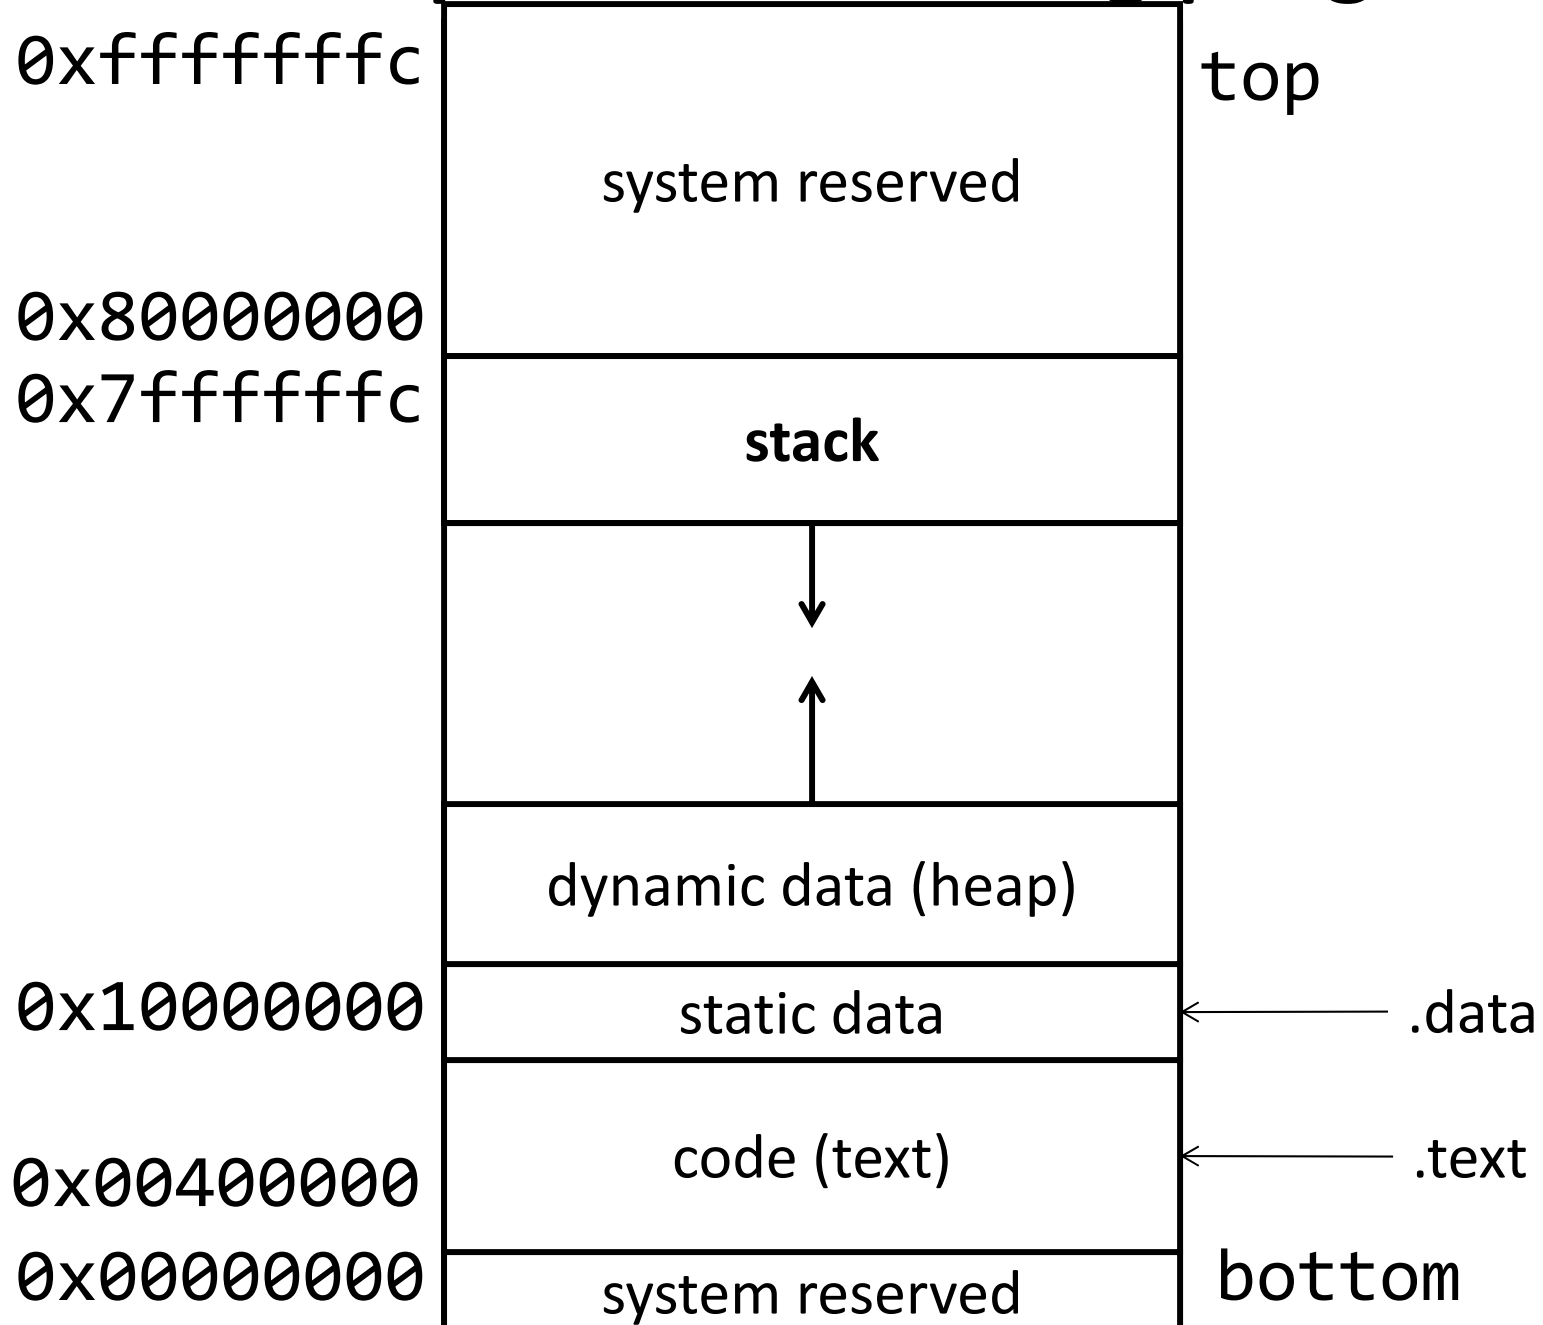 0xfffffffc
top
system reserved
0x80000000
0x7ffffffc
stack
dynamic data (heap)
0x10000000
static data
.data
code (text)
.text
0x00400000
0x00000000
bottom
system reserved